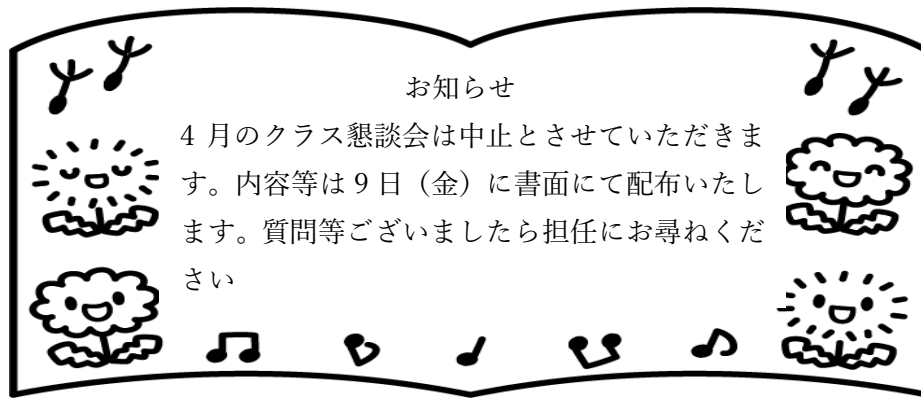 お知らせ
4 月のクラス懇談会は中止とさせていただきま
す。内容等は 9 日（金）に書面にて配布いたし
ます。質問等ございましたら担任にお尋ねくだ
さい